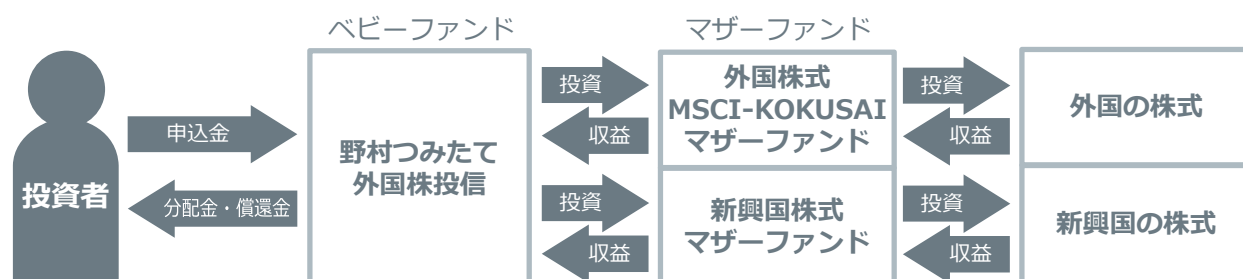 ベビーファンド
マザーファンド
投資者
申込金
分配金・償還金
野村つみたて
外国株投信
投資
収益
投資
収益
外国株式
MSCI-KOKUSAI
マザーファンド
新興国株式
マザーファンド
投資
収益
投資
収益
外国の株式
新興国の株式